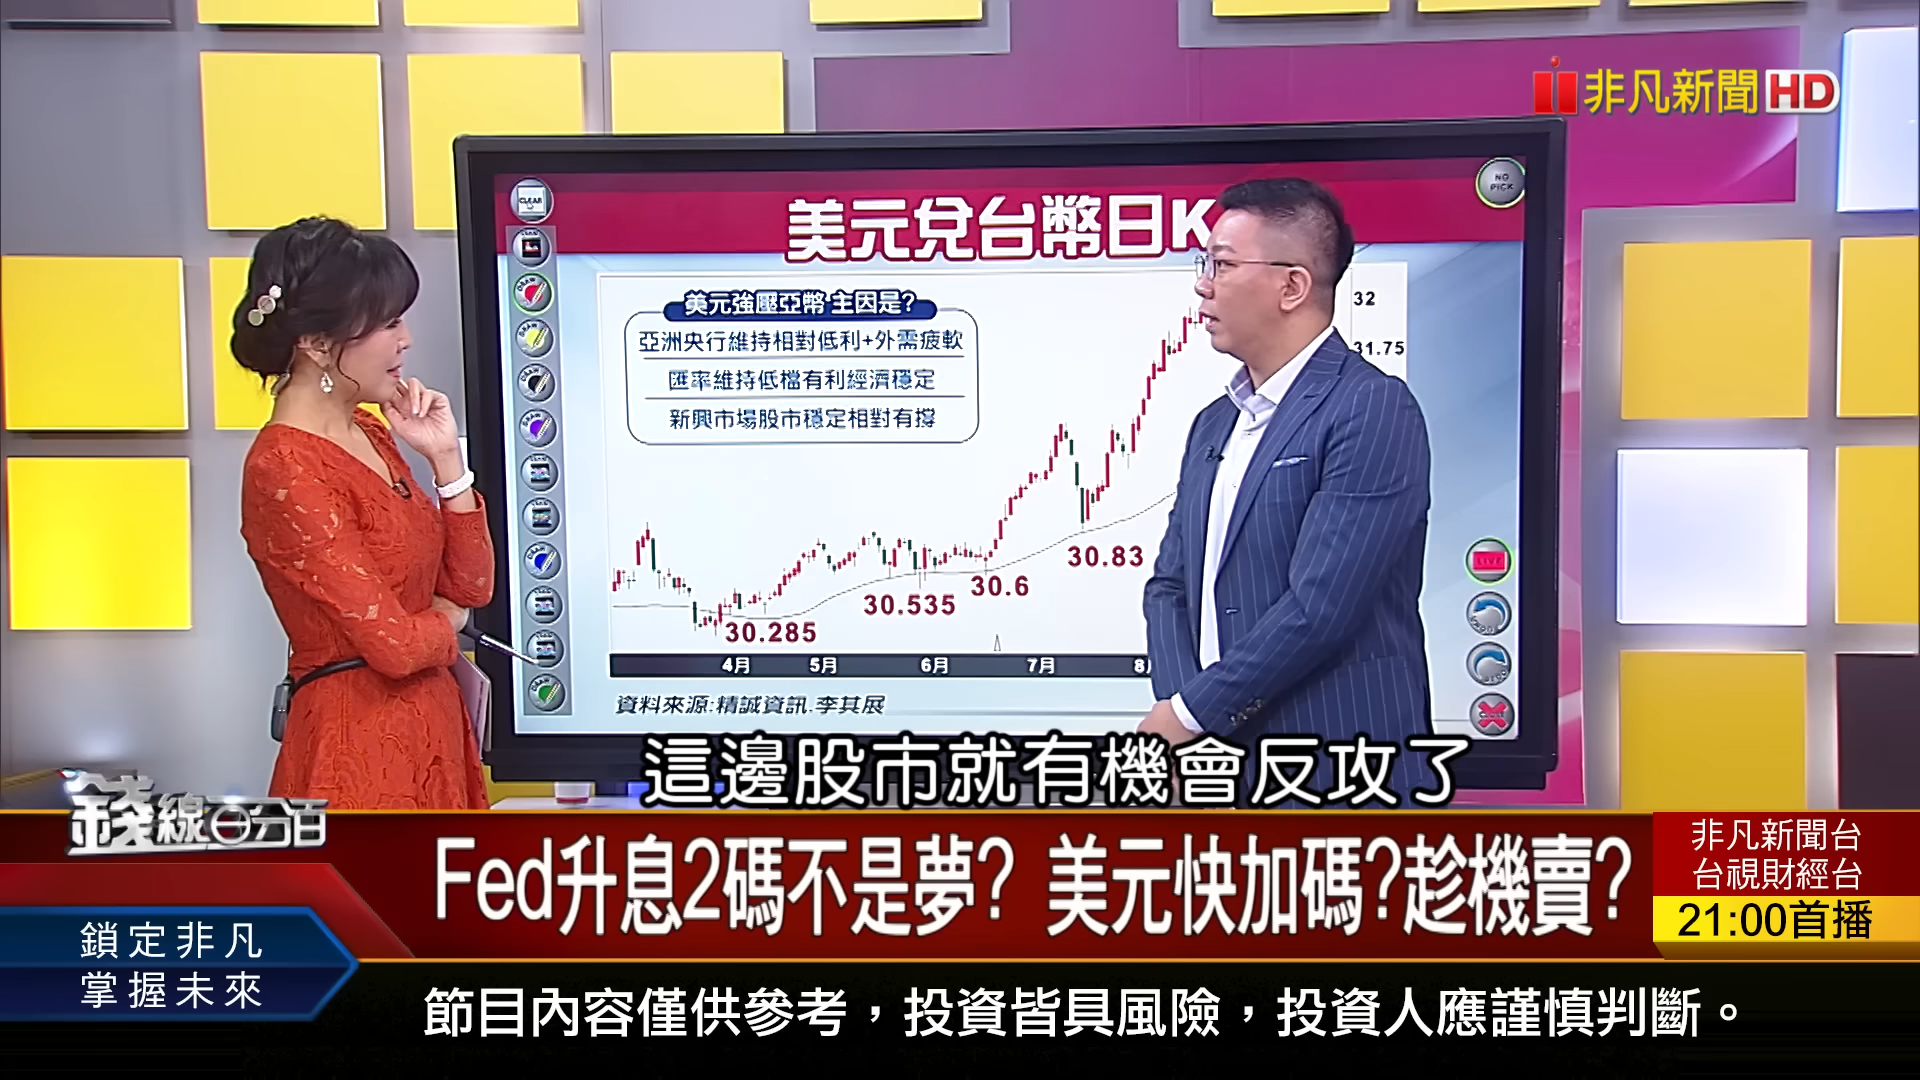 非凡新聞HD
CLEAR
NO PICK
美元兌台幣日K
美元強壓亞幣 主因是?
亞洲央行維持相對低利+外需疲軟
匯率維持低檔有利經濟穩定
新興市場股市穩定相對有撐
32
31.75
30.83
30.6
30.535
30.285
4月 5月 6月 7月 8
資料來源:精誠資訊.李其展
LIVE
這邊股市就有機會反攻了
錢線百分百
Fed升息2碼不是夢? 美元快加碼?趁機賣?
非凡新聞台
台視財經台
21:00首播
鎖定非凡
掌握未來
節目內容僅供參考，投資皆具風險，投資人應謹慎判斷。